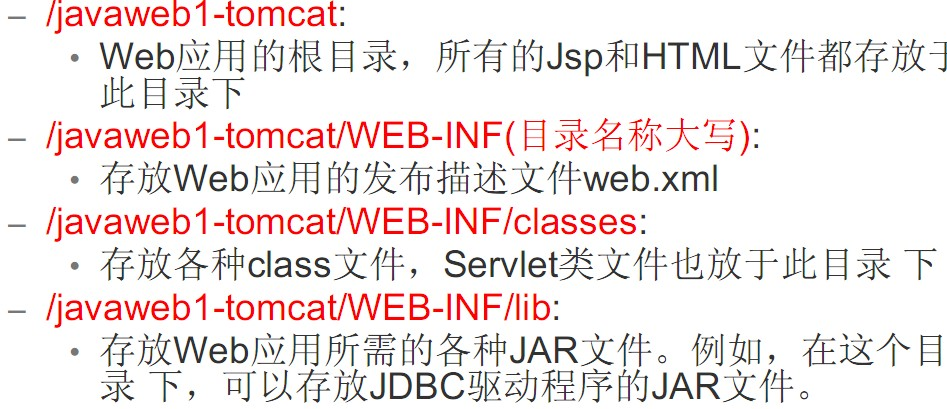 – /javaweb1-tomcat:
• Web应用的根目录，所有的Jsp和HTML文件都存放于
此目录下
– /javaweb1-tomcat/WEB-INF(目录名称大写):
• 存放Web应用的发布描述文件web.xml
– /javaweb1-tomcat/WEB-INF/classes:
• 存放各种class文件，Servlet类文件也放于此目录 下
– /javaweb1-tomcat/WEB-INF/lib:
• 存放Web应用所需的各种JAR文件。例如，在这个目
录 下，可以存放JDBC驱动程序的JAR文件。